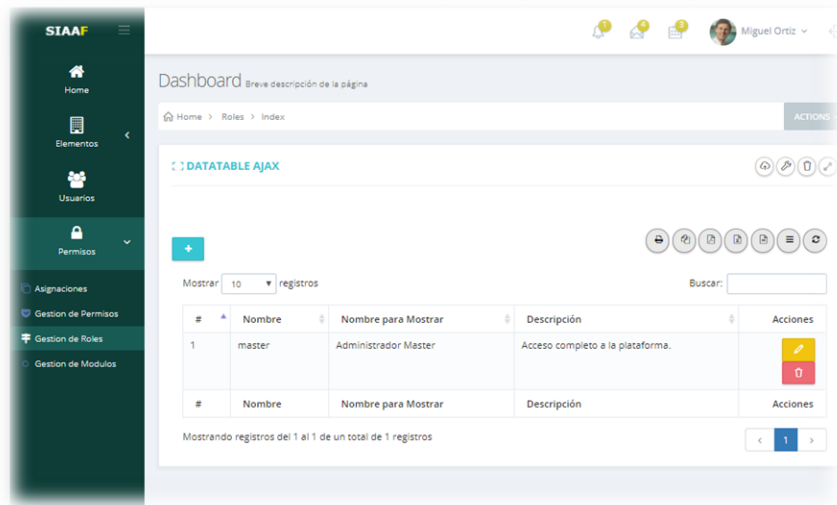 SIAAF
1 4 3 Miguel Ortiz
Home
Elementos
Usuarios
Permisos
Asignaciones
Gestion de Permisos
Gestion de Roles
Gestion de Modulos
Dashboard Breve descripción de la página
Home > Roles > Index ACTIONS
DATATABLE AJAX
+
Mostrar 10 registros Buscar:
# Nombre Nombre para Mostrar Descripción Acciones
1 master Administrador Master Acceso completo a la plataforma.
# Nombre Nombre para Mostrar Descripción Acciones
Mostrando registros del 1 al 1 de un total de 1 registros < 1 >